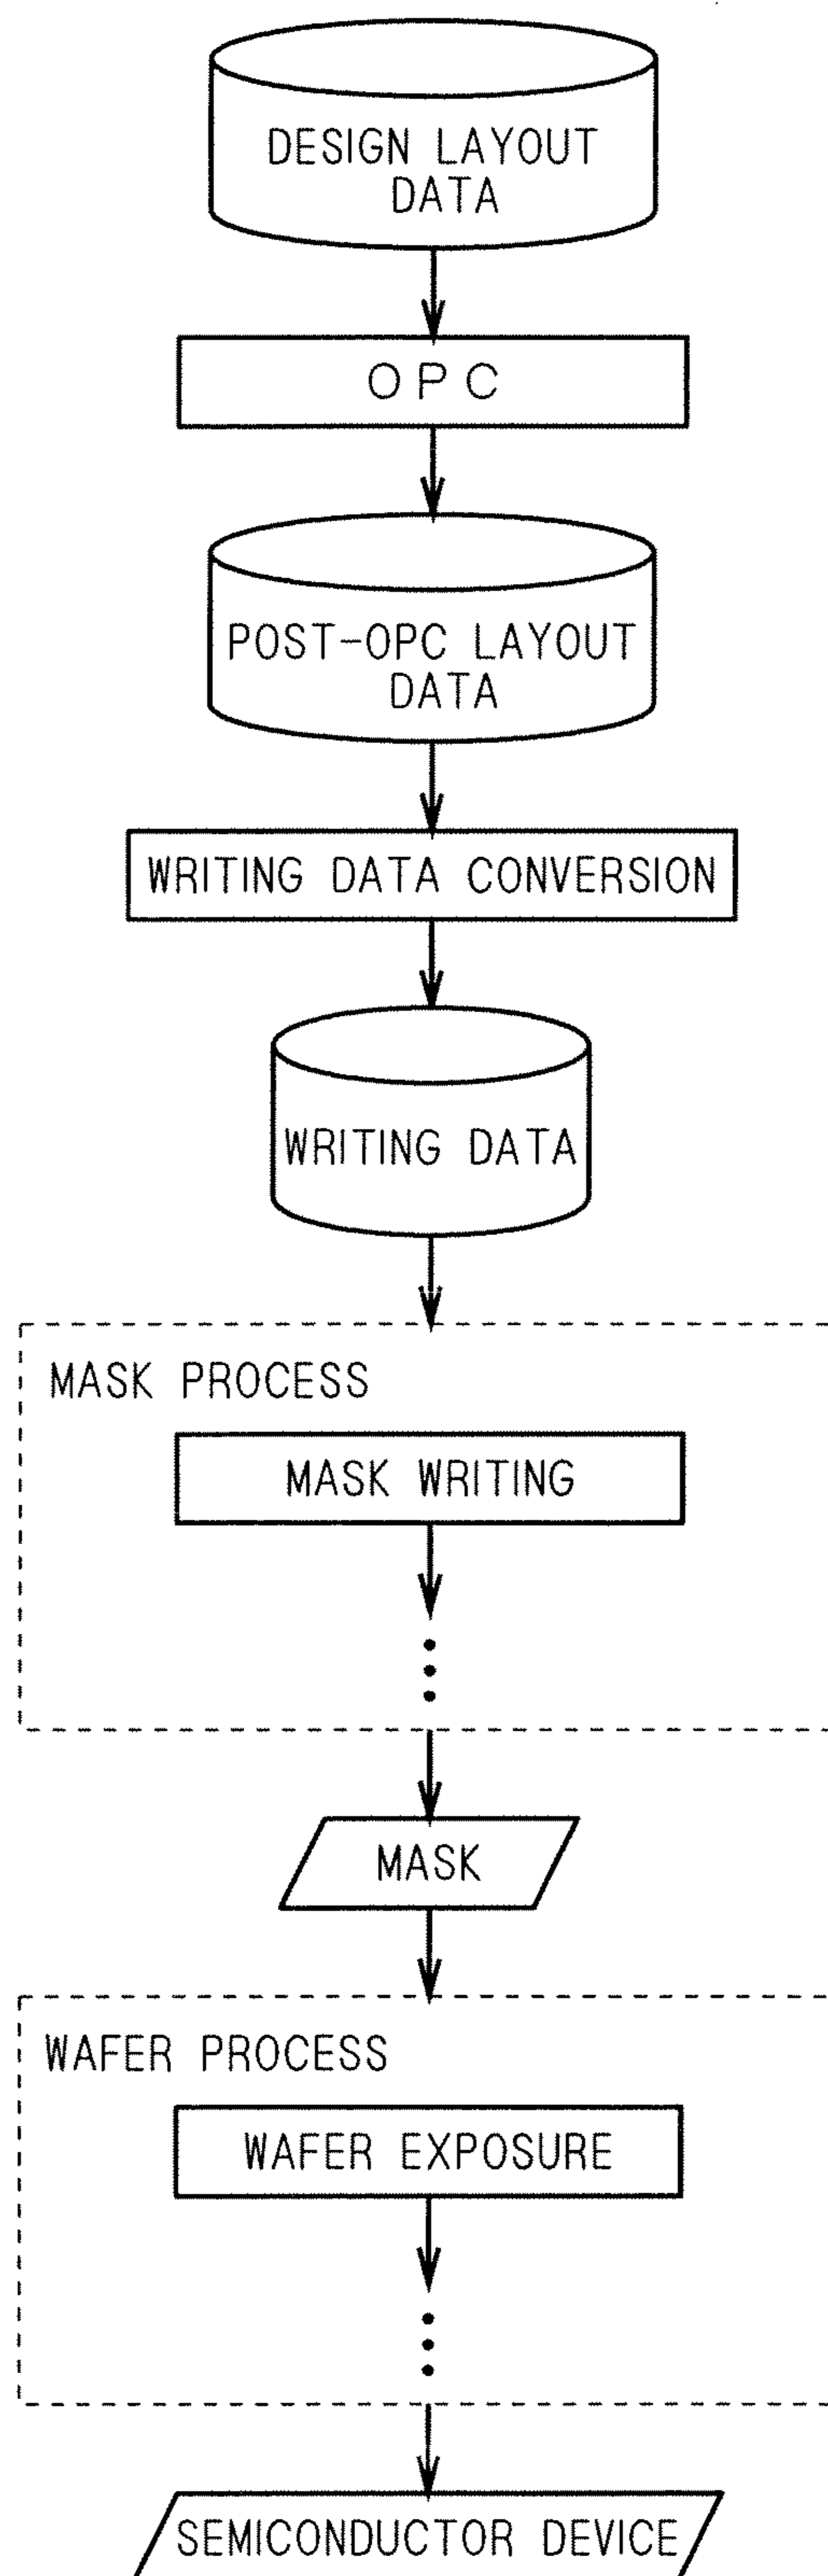 DESIGN LAYOUT
DATA
OPC
POST-OPC LAYOUT
DATA
WRITING DATA CONVERSION
WRITING DATA
MASK PROCESS
MASK WRITING
MASK
WAFER PROCESS
WAFER EXPOSURE
SEMICONDUCTOR DEVICE